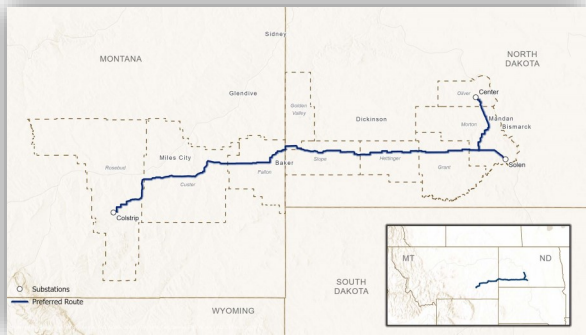 Sidney
MONTANA
NORTH
DAKOTA
Glendive
Oliver
Center
Golden
Valley
Dickinson
Mandan
Bismarck
Morton
Miles City
Baker
Rosebud
Custer
Fallon
Slope
Hettinger
Grant
Solen
Colstrip
MT
ND
SOUTH
DAKOTA
Substations
Preferred Route
WYOMING